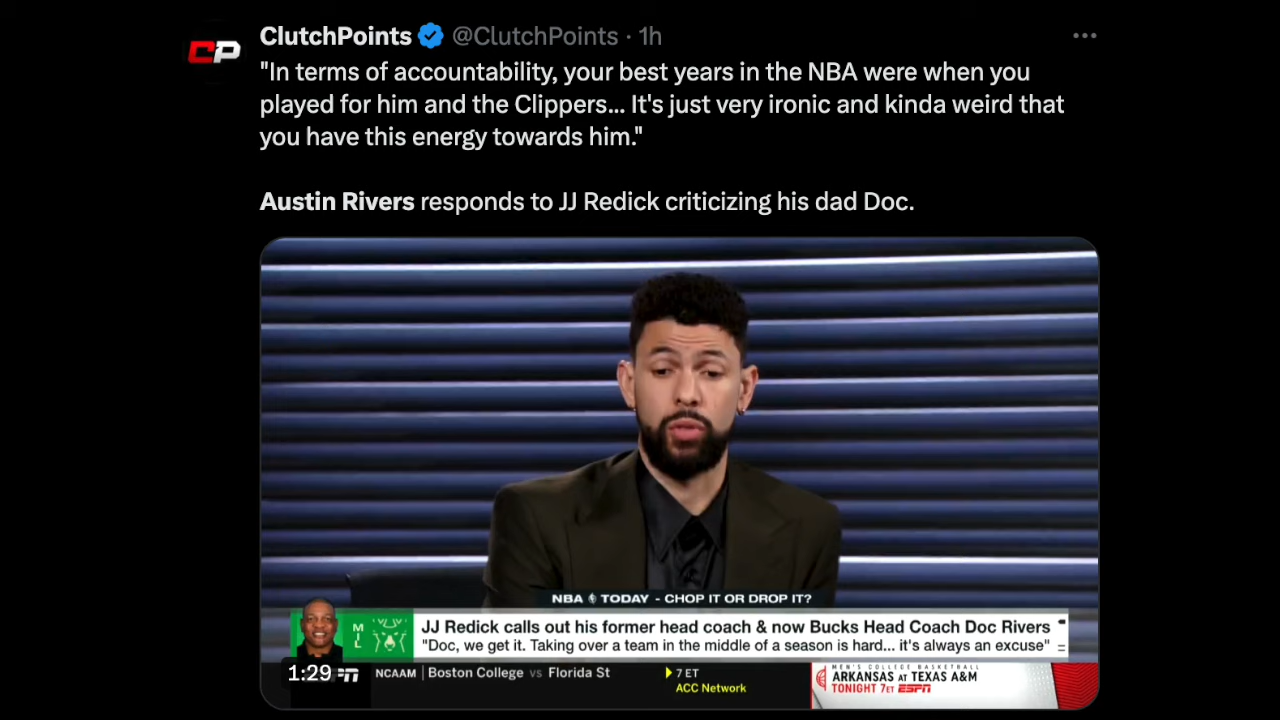 CP ClutchPoints @ClutchPoints · 1h
"In terms of accountability, your best years in the NBA were when you
played for him and the Clippers... It's just very ironic and kinda weird that
you have this energy towards him."
Austin Rivers responds to JJ Redick criticizing his dad Doc.
NBA TODAY - CHOP IT OR DROP IT?
MIL
JJ Redick calls out his former head coach & now Bucks Head Coach Doc Rivers
"Doc, we get it. Taking over a team in the middle of a season is hard... it's always an excuse"
1:29
NCAAM Boston College vs Florida St
7 ET
ACC Network
MEN'S COLLEGE BASKETBALL
ARKANSAS AT TEXAS A&M
TONIGHT 7ET ESPN